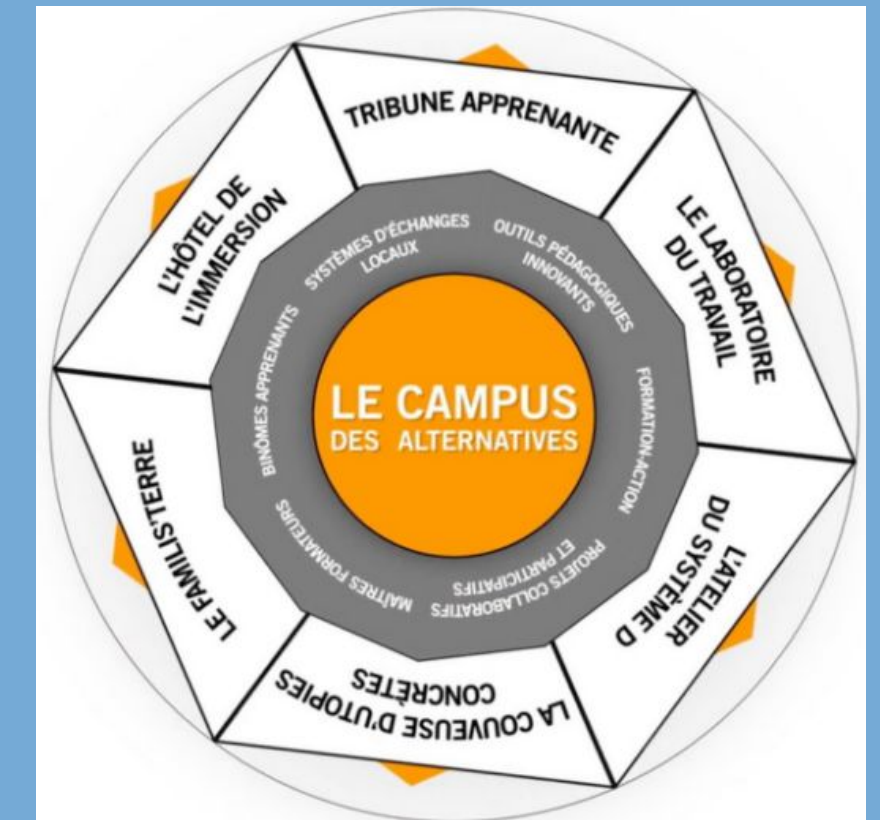 TRIBUNE APPRENANTE
LE LABORATOIRE
DU TRAVAIL
L'ATELIER
DU SYSTÈME D
LA COUVEUSE D'UTOPIES
CONCRÈTES
LE FAMILIS'TERRE
L'HÔTEL DE
L'IMMERSION
SYSTÈMES D'ÉCHANGES
LOCAUX
OUTILS PÉDAGOGIQUES
INNOVANTS
FORMATION-ACTION
PROJETS COLLABORATIFS
ET PARTICIPATIFS
MAÎTRES FORMATEURS
BINÔMES APPRENANTS
LE CAMPUS
DES ALTERNATIVES